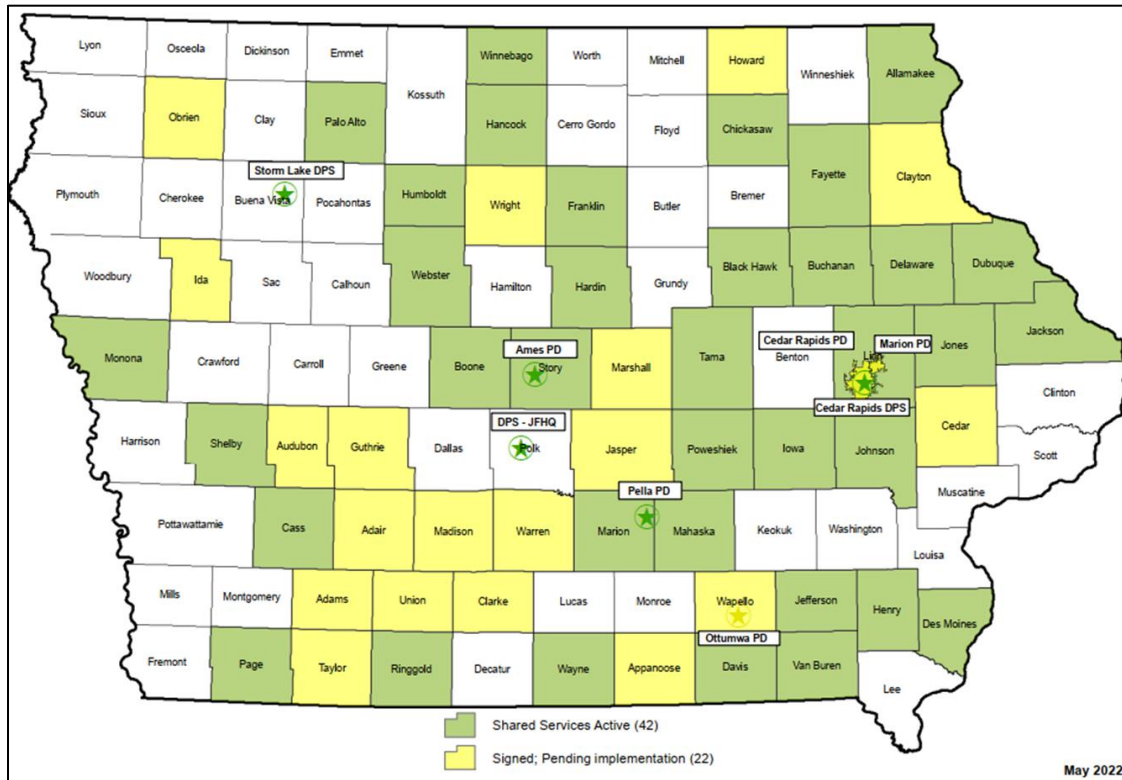 Lyon
Osceola
Dickinson
Emmet
Winnebago
Worth
Mitchell
Howard
Winneshiek
Allamakee
Kossuth
Sioux
Obrien
Clay
Palo Alto
Hancock
Cerro Gordo
Floyd
Chickasaw
Storm Lake DPS
Fayette
Clayton
Plymouth
Cherokee
Buena Vista
Pocahontas
Humboldt
Wright
Franklin
Butler
Bremer
Woodbury
Ida
Sac
Calhoun
Webster
Hamilton
Hardin
Grundy
Black Hawk
Buchanan
Delaware
Dubuque
Jackson
Monona
Crawford
Carroll
Greene
Boone
Ames PD
Story
Marshall
Tama
Benton
Cedar Rapids PD
Linn
Marion PD
Jones
Clinton
Cedar Rapids DPS
Harrison
Shelby
Audubon
Guthrie
Dallas
DPS - JFHQ
Polk
Jasper
Poweshiek
Iowa
Johnson
Cedar
Scott
Muscatine
Pella PD
Pottawattamie
Cass
Adair
Madison
Warren
Marion
Mahaska
Keokuk
Washington
Louisa
Mills
Montgomery
Adams
Union
Clarke
Lucas
Monroe
Wapello
Jefferson
Henry
Des Moines
Ottumwa PD
Fremont
Page
Taylor
Ringgold
Decatur
Wayne
Appanoose
Davis
Van Buren
Lee
Shared Services Active (42)
Signed; Pending implementation (22)
May 2022